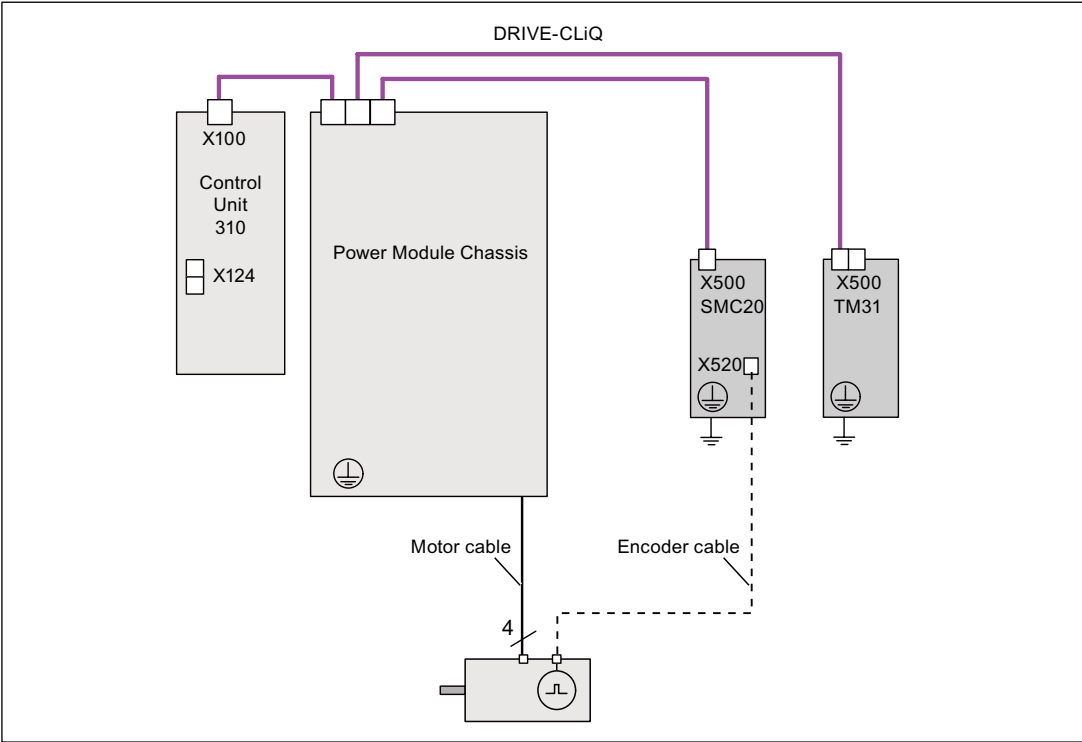 DRIVE-CLiQ
X100
Control
Unit
310
X124
Power Module Chassis
X500
SMC20
X520
X500
TM31
Motor cable
Encoder cable
4